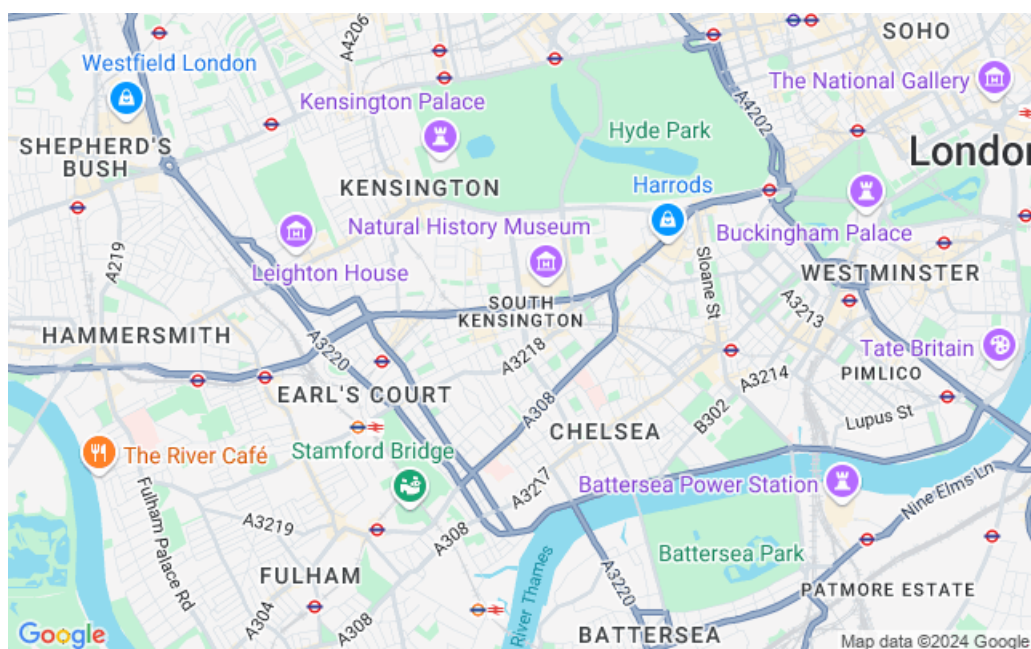 SOHO
Westfield London
A4206
The National Gallery
Kensington Palace
A4202
Hyde Park
SHEPHERD'S
BUSH
London
KENSINGTON
Harrods
Natural History Museum
Buckingham Palace
A219
Leighton House
Sloane St
WESTMINSTER
SOUTH
KENSINGTON
A3213
HAMMERSMITH
A3220
A3218
Tate Britain
PIMLICO
A3214
EARL'S COURT
A308
B302
Lupus St
CHELSEA
The River Café
Stamford Bridge
Battersea Power Station
A3217
Nine Elms Ln
Fulham Palace Rd
A3219
A308
Battersea Park
FULHAM
River Thames
A3220
PATMORE ESTATE
A304
A308
BATTERSEA
Google
Map data ©2024 Google